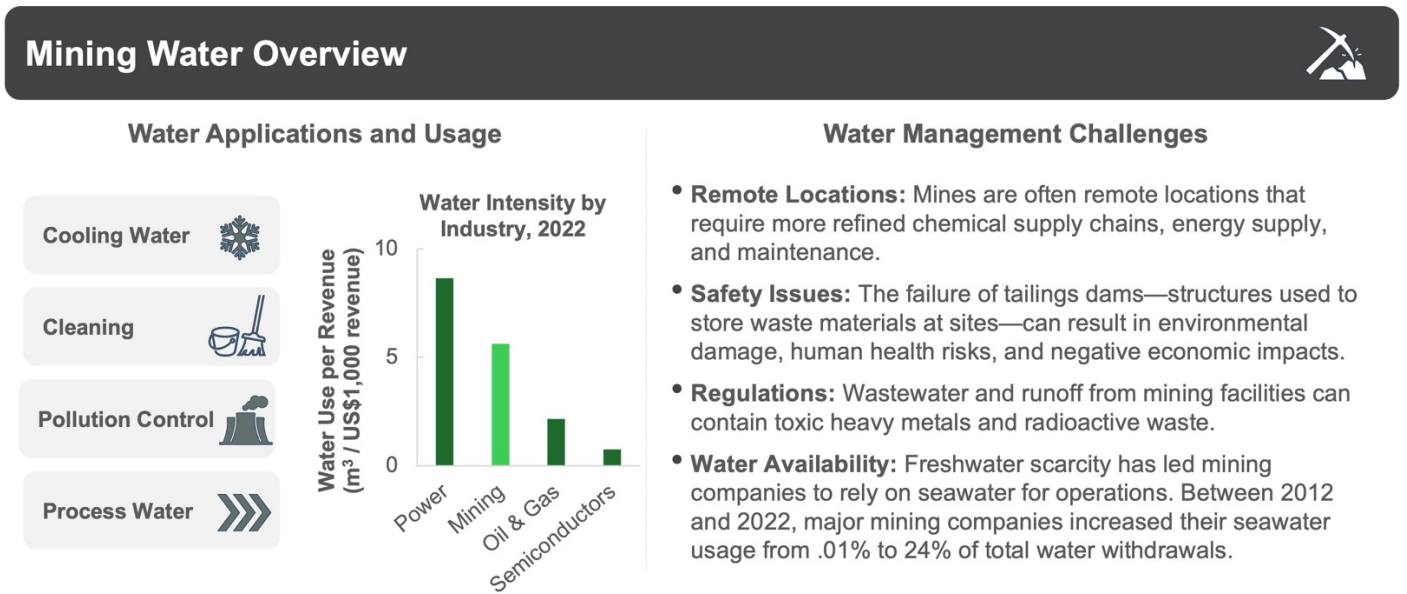 Mining Water Overview
Water Applications and Usage
Cooling Water
Cleaning
Pollution Control
Process Water
Water Intensity by
Industry, 2022
Water Use per Revenue
(m³ / US$1,000 revenue)
10
5
0
Power
Mining
Oil & Gas
Semiconductors
Water Management Challenges
• Remote Locations: Mines are often remote locations that
require more refined chemical supply chains, energy supply,
and maintenance.
• Safety Issues: The failure of tailings dams—structures used to
store waste materials at sites—can result in environmental
damage, human health risks, and negative economic impacts.
• Regulations: Wastewater and runoff from mining facilities can
contain toxic heavy metals and radioactive waste.
• Water Availability: Freshwater scarcity has led mining
companies to rely on seawater for operations. Between 2012
and 2022, major mining companies increased their seawater
usage from .01% to 24% of total water withdrawals.